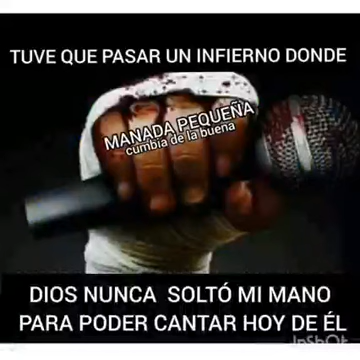 TUVE QUE PASAR UN INFIERNO DONDE
MANADA PEQUEÑA
cumbia de la buena
DIOS NUNCA SOLTÓ MI MANO
PARA PODER CANTAR HOY DE ÉL
InShOt